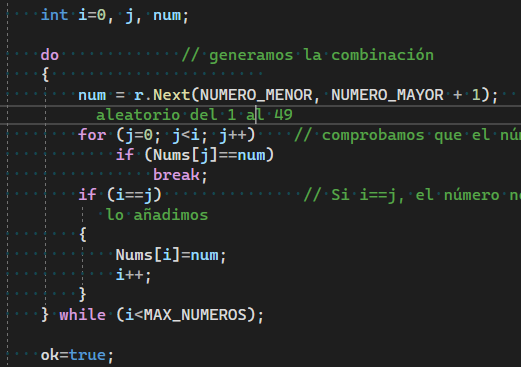 int i=0, j, num;
do // generamos la combinación
{
num = r.Next(NUMERO_MENOR, NUMERO_MAYOR + 1);
aleatorio del 1 al 49
for (j=0; j<i; j++) // comprobamos que el
if (Nums[j]==num)
break;
if (i==j) // Si i==j, el número
lo añadimos
{
Nums[i]=num;
i++;
}
} while (i<MAX_NUMEROS);
ok=true;